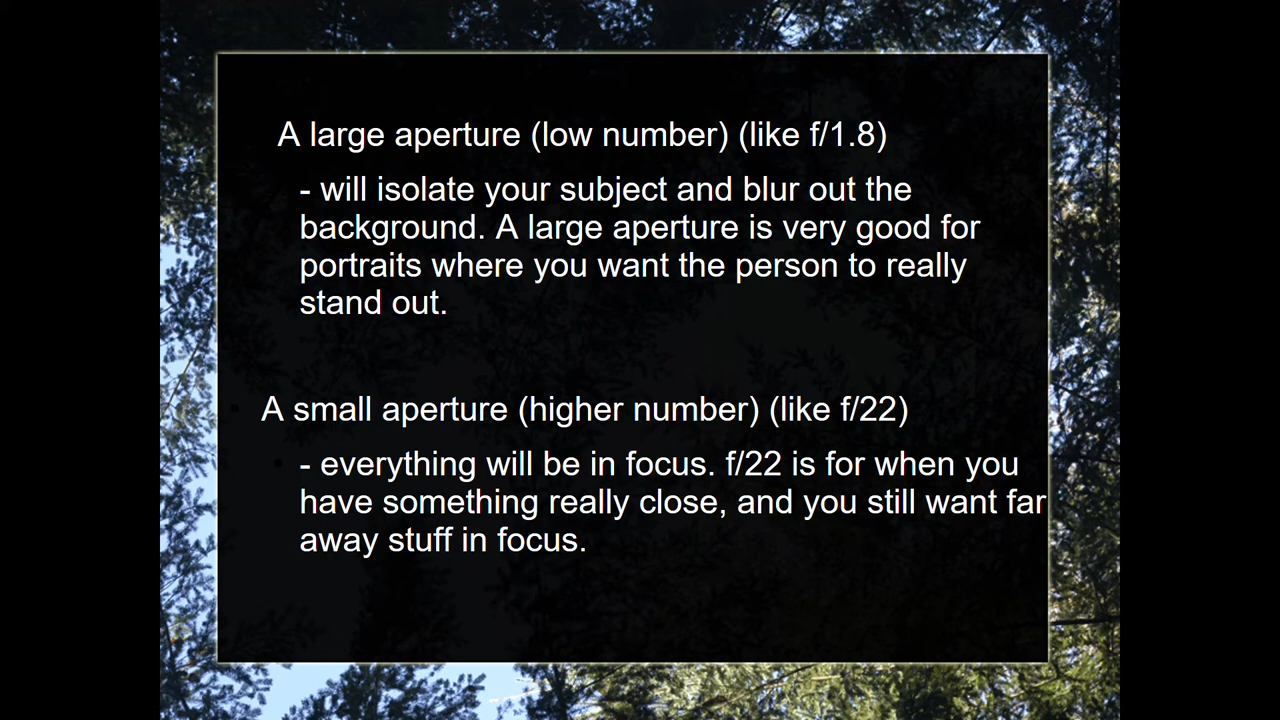 A large aperture (low number) (like f/1.8)
- will isolate your subject and blur out the
background. A large aperture is very good for
portraits where you want the person to really
stand out.
A small aperture (higher number) (like f/22)
- everything will be in focus. f/22 is for when you
have something really close, and you still want far
away stuff in focus.